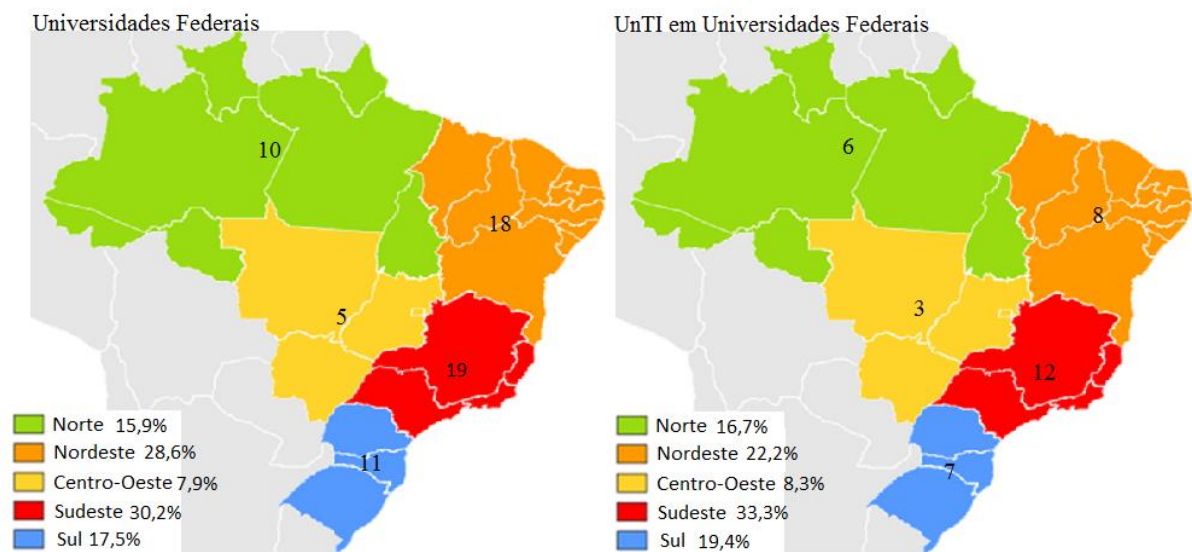 Universidades Federais
10
18
5
19
11
Norte 15,9%
Nordeste 28,6%
Centro-Oeste 7,9%
Sudeste 30,2%
Sul 17,5%
UnTI em Universidades Federais
6
8
3
12
7
Norte 16,7%
Nordeste 22,2%
Centro-Oeste 8,3%
Sudeste 33,3%
Sul 19,4%